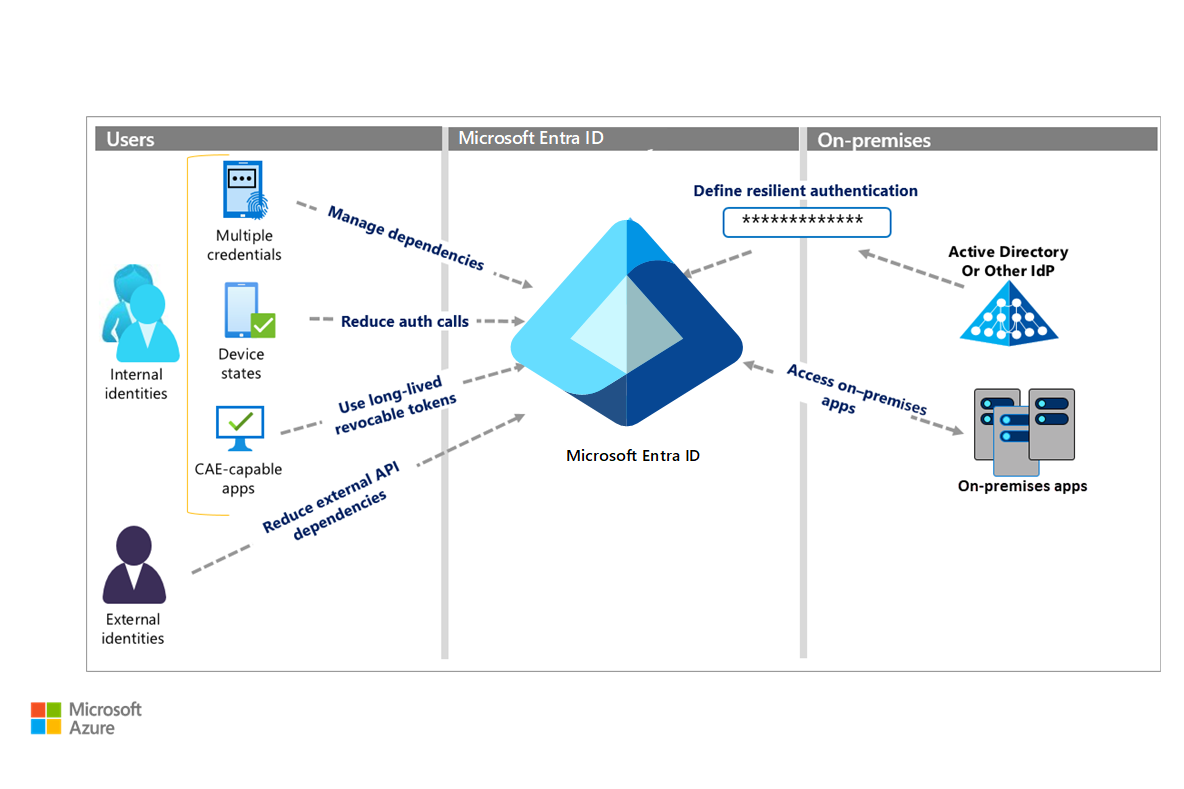 Users
Microsoft Entra ID
On-premises
Multiple
credentials
Manage dependencies
Define resilient authentication
*************
Active Directory
Or Other IdP
Internal
identities
Device
states
Reduce auth calls
CAE-capable
apps
Use long-lived
revocable tokens
Microsoft Entra ID
Access on–premises
apps
On-premises apps
External
identities
Reduce external API
dependencies
Microsoft
Azure